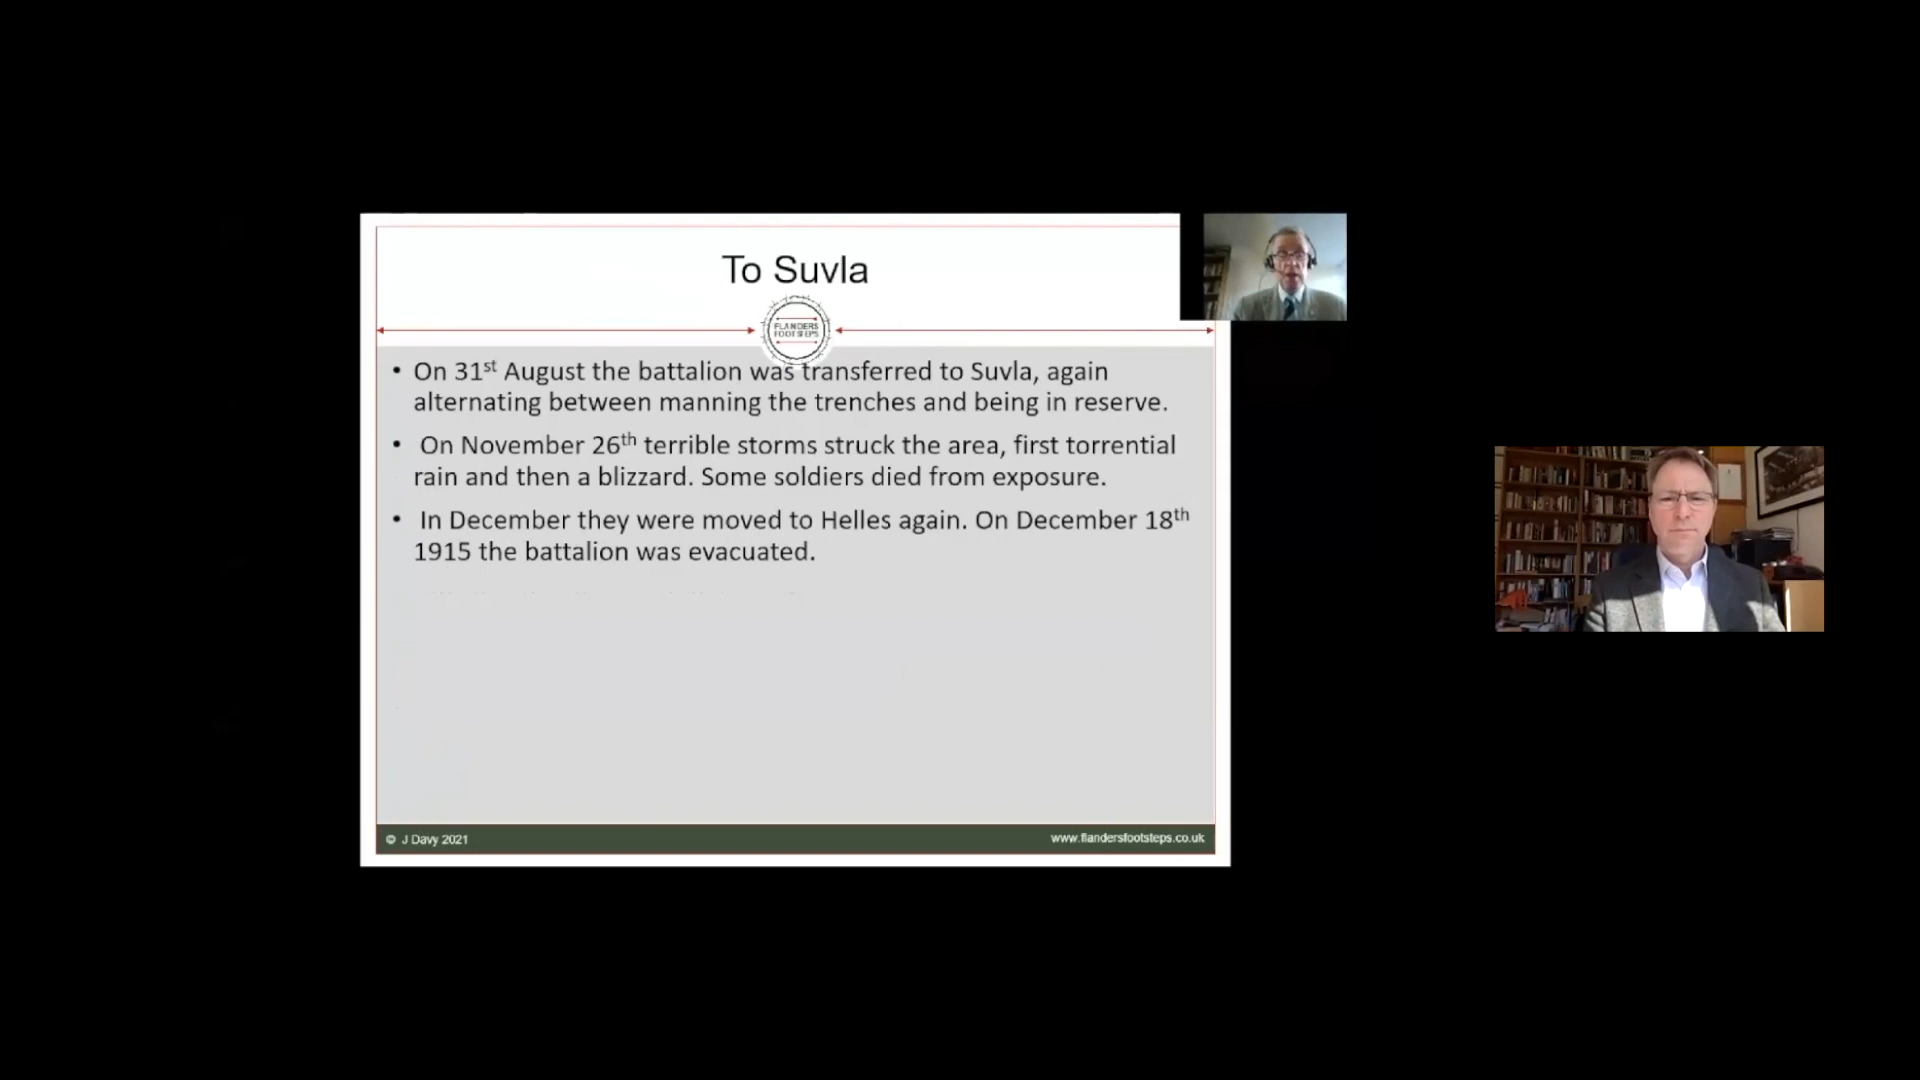 To Suvla
FLANDERS
FOOTSTEPS
• On 31st August the battalion was transferred to Suvla, again
alternating between manning the trenches and being in reserve.
• On November 26th terrible storms struck the area, first torrential
rain and then a blizzard. Some soldiers died from exposure.
• In December they were moved to Helles again. On December 18th
1915 the battalion was evacuated.
© J Davy 2021
www.flandersfootsteps.co.uk